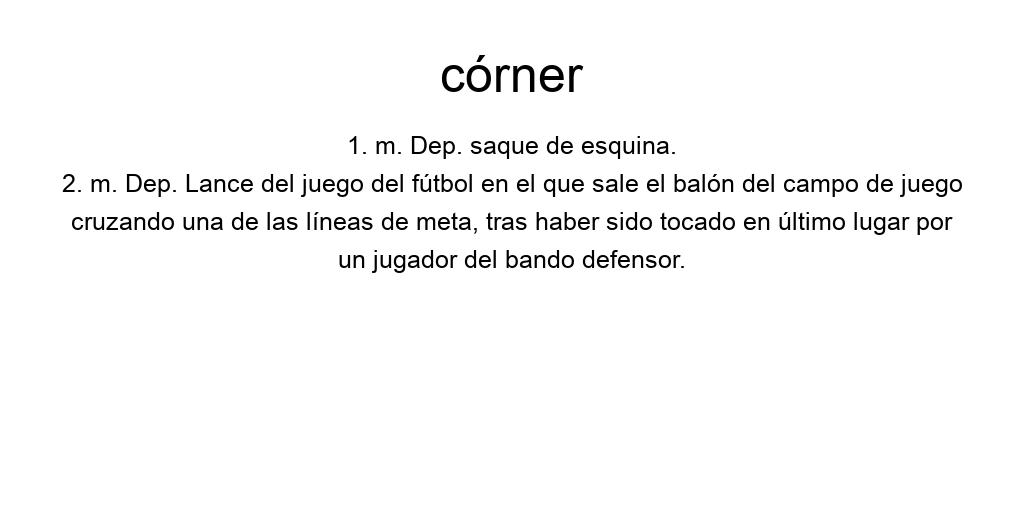 córner
1. m. Dep. saque de esquina.
2. m. Dep. Lance del juego del fútbol en el que sale el balón del campo de juego
cruzando una de las líneas de meta, tras haber sido tocado en último lugar por
un jugador del bando defensor.